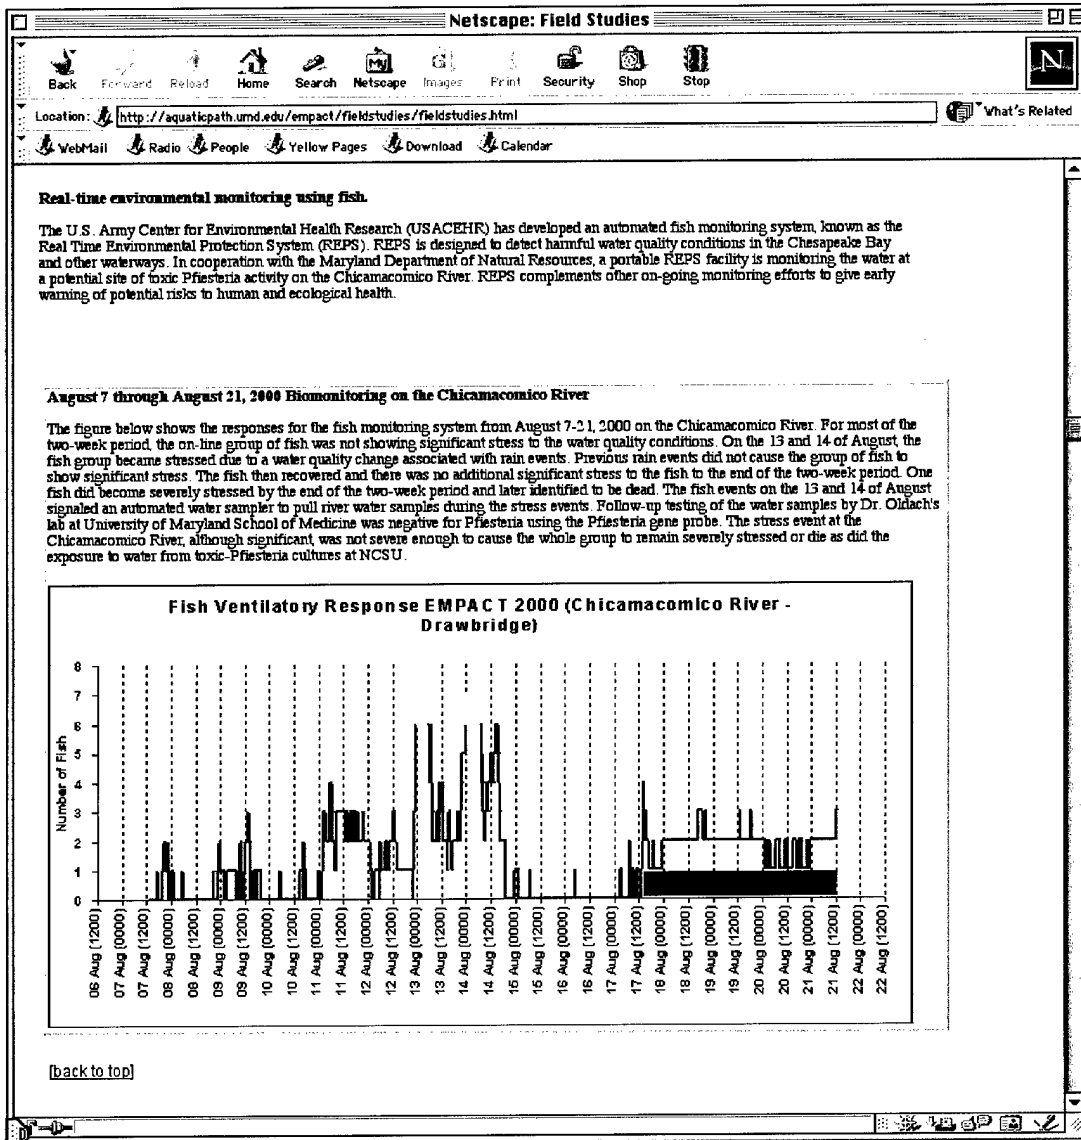 Netscape: Field Studies
Back Forward Reload Home Search Netscape Images Print Security Shop Stop
My
N
Location: http://aquaticpath.umd.edu/empact/fieldstudies/fieldstudies.html What's Related
WebMail Radio People Yellow Pages Download Calendar
Real-time environmental monitoring using fish.
The U.S. Army Center for Environmental Health Research (USACEHR) has developed an automated fish monitoring system, known as the
Real Time Environmental Protection System (REPS). REPS is designed to detect harmful water quality conditions in the Chesapeake Bay
and other waterways. In cooperation with the Maryland Department of Natural Resources, a portable REPS facility is monitoring the water at
a potential site of toxic Pfiesteria activity on the Chicamacomico River. REPS complements other on-going monitoring efforts to give early
warning of potential risks to human and ecological health.
August 7 through August 21, 2000 Biomonitoring on the Chicamacomico River
The figure below shows the responses for the fish monitoring system from August 7-21, 2000 on the Chicamacomico River. For most of the
two-week period, the on-line group of fish was not showing significant stress to the water quality conditions. On the 13 and 14 of August, the
fish group became stressed due to a water quality change associated with rain events. Previous rain events did not cause the group of fish to
show significant stress. The fish then recovered and there was no additional significant stress to the fish to the end of the two-week period. One
fish did become severely stressed by the end of the two-week period and later identified to be dead. The fish events on the 13 and 14 of August
signaled an automated water sampler to pull river water samples during the stress events. Follow-up testing of the water samples by Dr. Oldach's
lab at University of Maryland School of Medicine was negative for Pfiesteria using the Pfiesteria gene probe. The stress event at the
Chicamacomico River, although significant, was not severe enough to cause the whole group to remain severely stressed or die as did the
exposure to water from toxic-Pfiesteria cultures at NCSU.
Fish Ventilatory Response EMPACT 2000 (Chicamacomico River -
Drawbridge)
Number of Fish
8
7
6
5
4
3
2
1
0
06 Aug [1200]
07 Aug [0000]
07 Aug [1200]
08 Aug [0000]
08 Aug [1200]
09 Aug [0000]
09 Aug [1200]
10 Aug [0000]
10 Aug [1200]
11 Aug [0000]
11 Aug [1200]
12 Aug [0000]
12 Aug [1200]
13 Aug [0000]
13 Aug [1200]
14 Aug [0000]
14 Aug [1200]
15 Aug [0000]
15 Aug [1200]
16 Aug [0000]
16 Aug [1200]
17 Aug [0000]
17 Aug [1200]
18 Aug [0000]
18 Aug [1200]
19 Aug [0000]
19 Aug [1200]
20 Aug [0000]
20 Aug [1200]
21 Aug [0000]
21 Aug [1200]
22 Aug [0000]
22 Aug [1200]
[back to top]